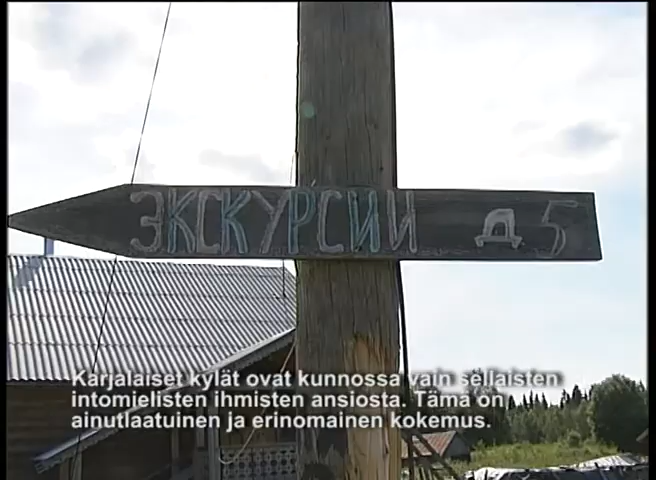 ЭКСКУРСИИ Д 5
Karjalaiset kylät ovat kunnossa vain sellaisten
intomielisten ihmisten ansiosta. Tämä on
ainutlaatuinen ja erinomainen kokemus.